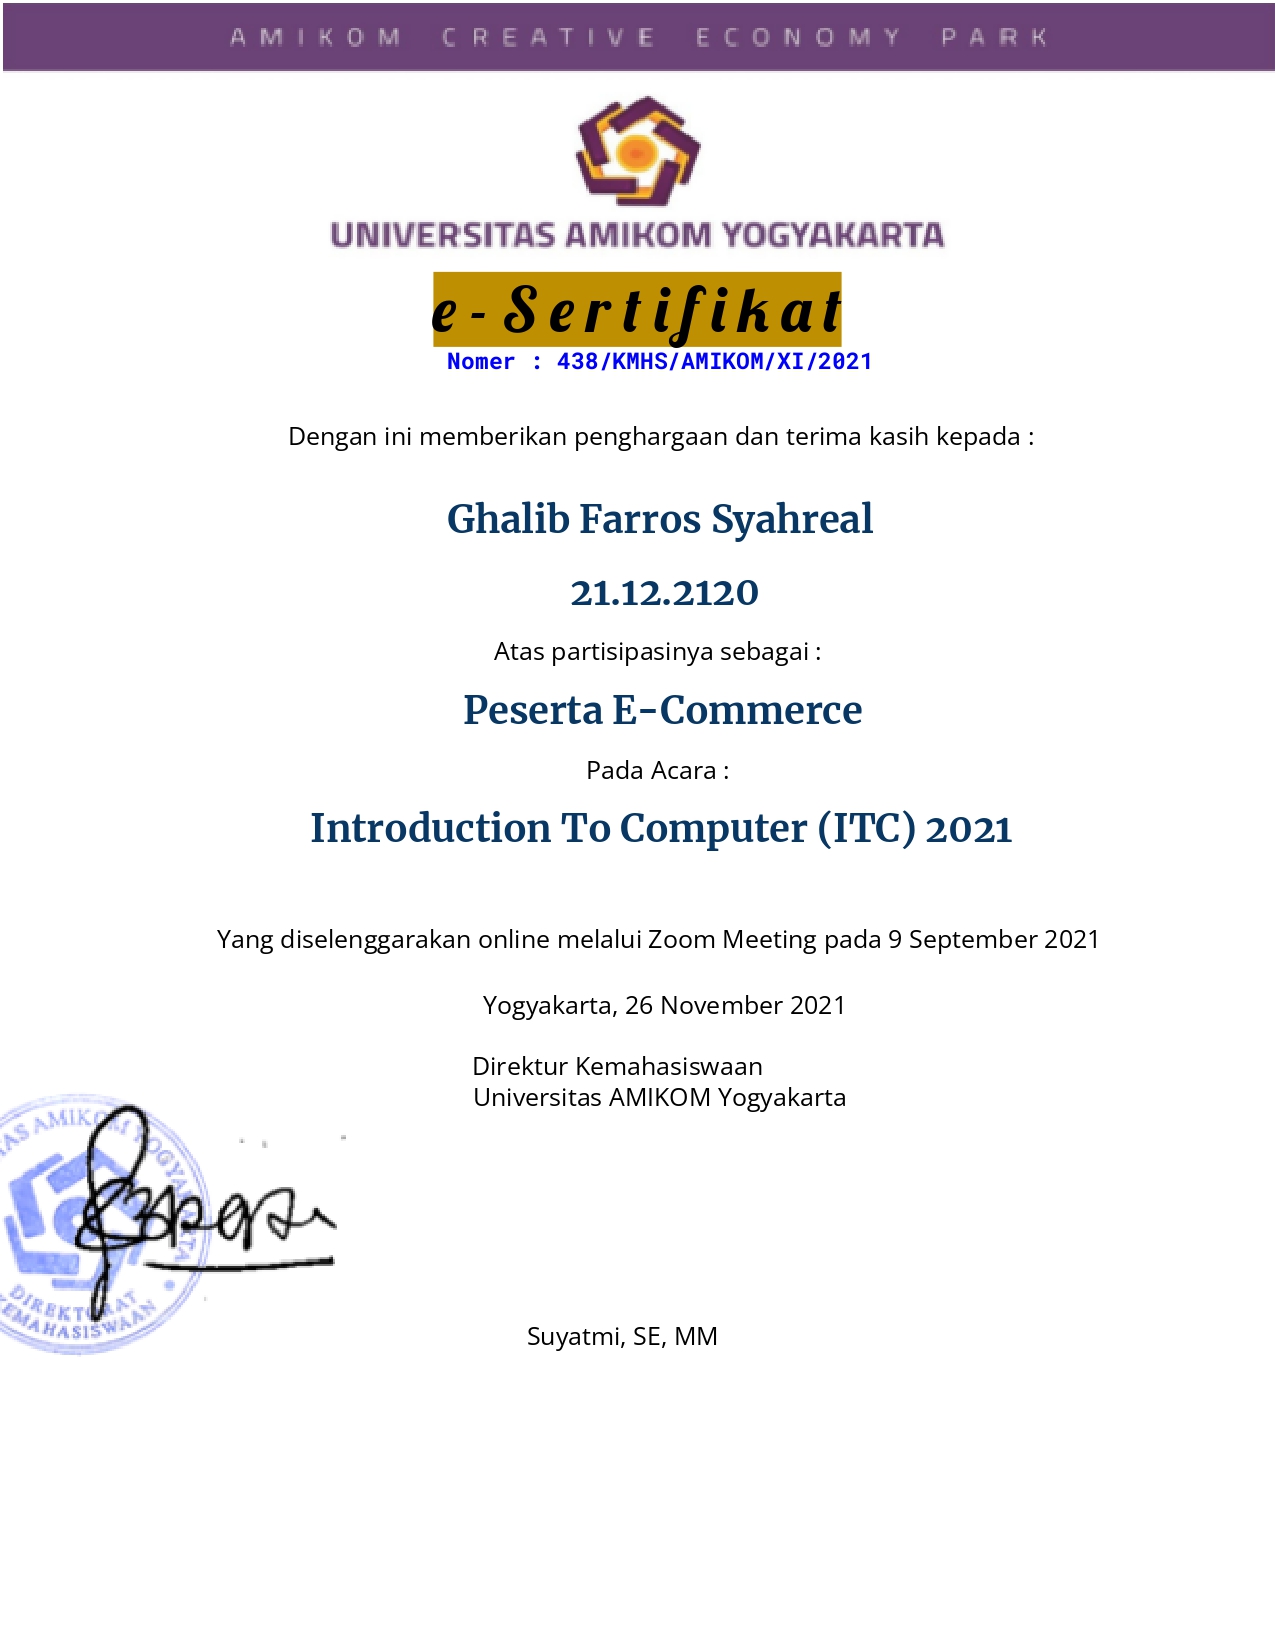 AMIKOM CREATIVE ECONOMY PARK
UNIVERSITAS AMIKOM YOGYAKARTA
e-Sertifikat
Nomer : 438/KMHS/AMIKOM/XI/2021
Dengan ini memberikan penghargaan dan terima kasih kepada :
Ghalib Farros Syahreal
21.12.2120
Atas partisipasinya sebagai :
Peserta E-Commerce
Pada Acara :
Introduction To Computer (ITC) 2021
Yang diselenggarakan online melalui Zoom Meeting pada 9 September 2021
Yogyakarta, 26 November 2021
Direktur Kemahasiswaan
Universitas AMIKOM Yogyakarta
AMIKOM YOGYAKARTA
DIREKTORAT
KEMAHASISWAAN
Suyatmi, SE, MM